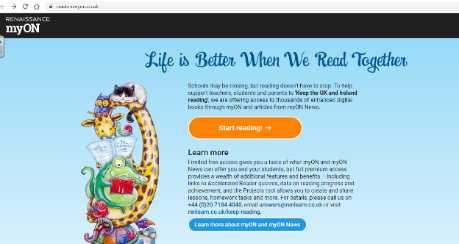 RENAISSANCE
myON
Life is Better When We Read Together
Schools may be closing, but reading doesn't have to stop. To help
support teachers, students and parents to 'Keep the UK and Ireland
reading', we are offering access to thousands of enhanced digital
books through myON and articles from myON News.
Start reading! →
Learn more
Limited free access gives you a taste of what myON and myON
News can offer you and your students, but full premium access
provides a wealth of additional features and benefits - including
links to Accelerated Reader quizzes, data on reading progress and
achievement, and the Projects tool allows you to create and share
lessons, homework tasks and more. For details, please call us on
+44 (0)20 7184 4040, email answers@renlearn.co.uk or visit
renlearn.co.uk/keep-reading.
Learn more about myON and myON News